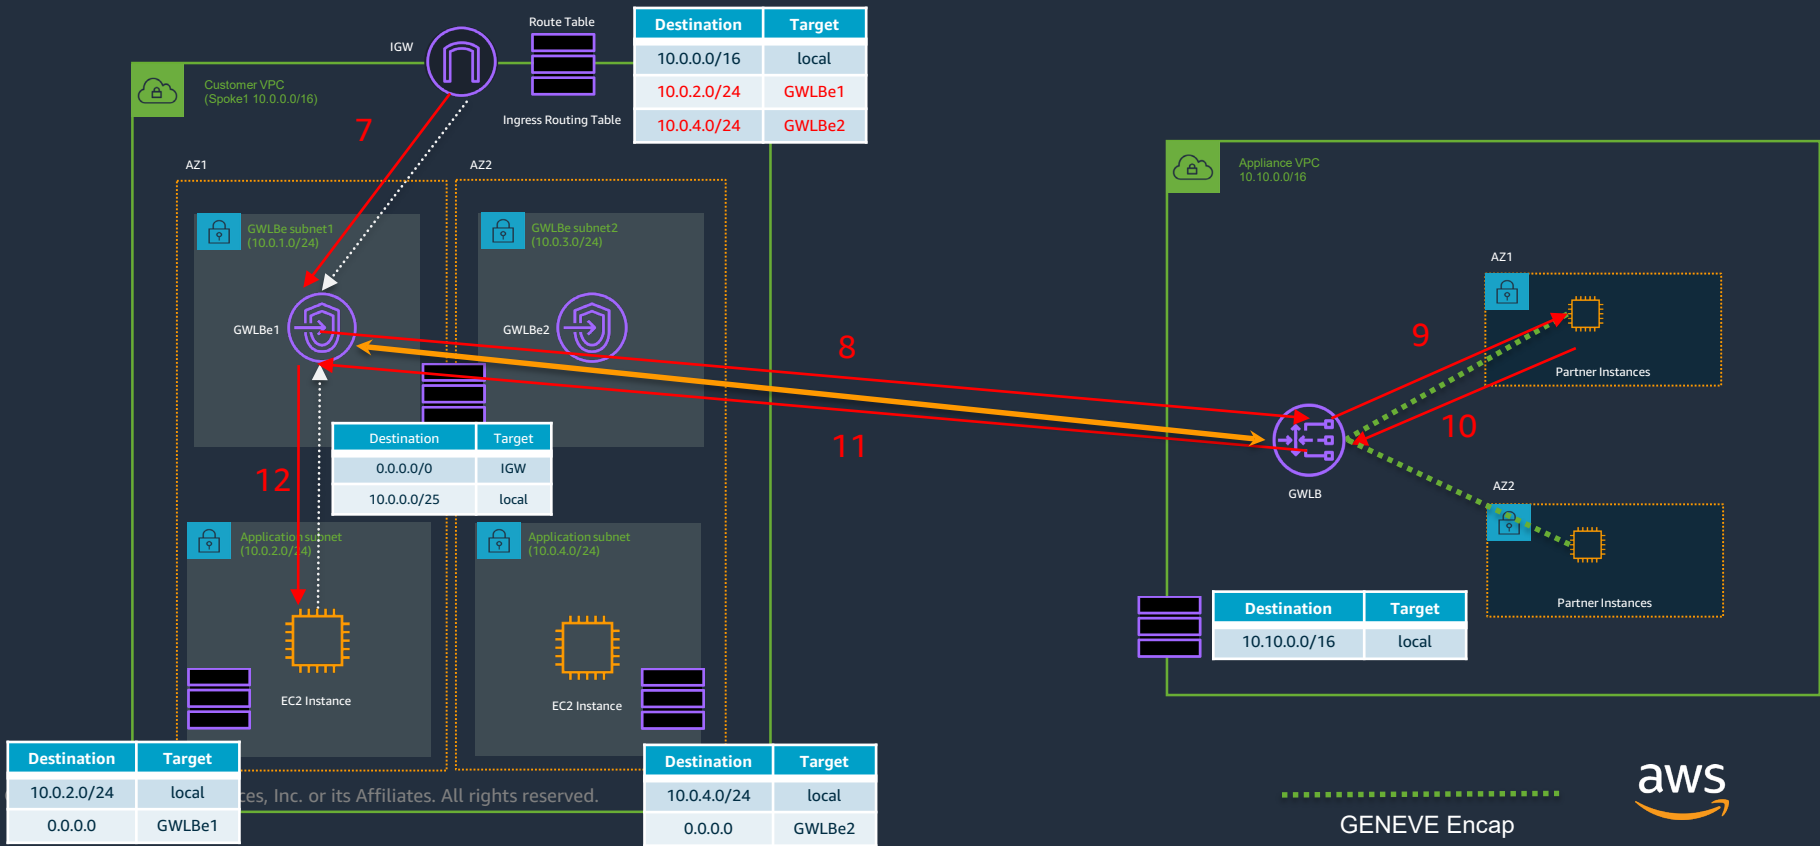 Route Table
IGW
Destination Target
10.0.0.0/16 local
10.0.2.0/24 GWLBe1
10.0.4.0/24 GWLBe2
Customer VPC
(Spoke1 10.0.0.0/16)
Ingress Routing Table
7
AZ1
AZ2
GWLBe subnet1
(10.0.1.0/24)
GWLBe subnet2
(10.0.3.0/24)
GWLBe1
GWLBe2
8
11
12
Destination Target
0.0.0.0/0 IGW
10.0.0.0/25 local
Application subnet
(10.0.2.0/24)
Application subnet
(10.0.4.0/24)
EC2 Instance
EC2 Instance
Destination Target
10.0.2.0/24 local
0.0.0.0 GWLBe1
ces, Inc. or its Affiliates. All rights reserved.
Destination Target
10.0.4.0/24 local
0.0.0.0 GWLBe2
Appliance VPC
10.10.0.0/16
AZ1
9
Partner Instances
10
GWLB
AZ2
Partner Instances
Destination Target
10.10.0.0/16 local
GENEVE Encap
aws